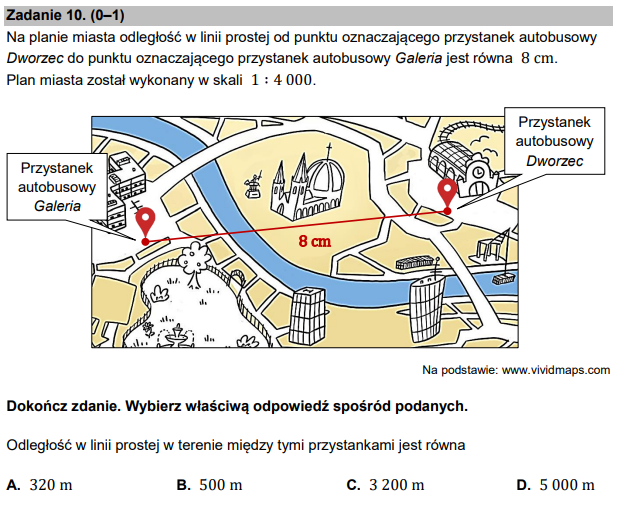 Zadanie 10. (0–1)
Na planie miasta odległość w linii prostej od punktu oznaczającego przystanek autobusowy
Dworzec do punktu oznaczającego przystanek autobusowy Galeria jest równa 8 cm.
Plan miasta został wykonany w skali 1 : 4 000.
Przystanek
autobusowy
Dworzec
Przystanek
autobusowy
Galeria
8 cm
Na podstawie: www.vividmaps.com
Dokończ zdanie. Wybierz właściwą odpowiedź spośród podanych.
Odległość w linii prostej w terenie między tymi przystankami jest równa
A. 320 m B. 500 m C. 3 200 m D. 5 000 m